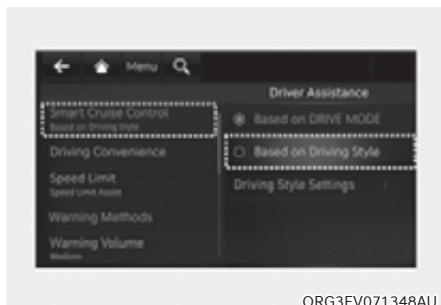 Menu
Driver Assistance
Smart Cruise Control
Based on Driving Style
Driving Convenience
Speed Limit
Speed Limit Assist
Warning Methods
Warning Volume
Medium
Based on DRIVE MODE
Based on Driving Style
Driving Style Settings
ORG3EV071348AU